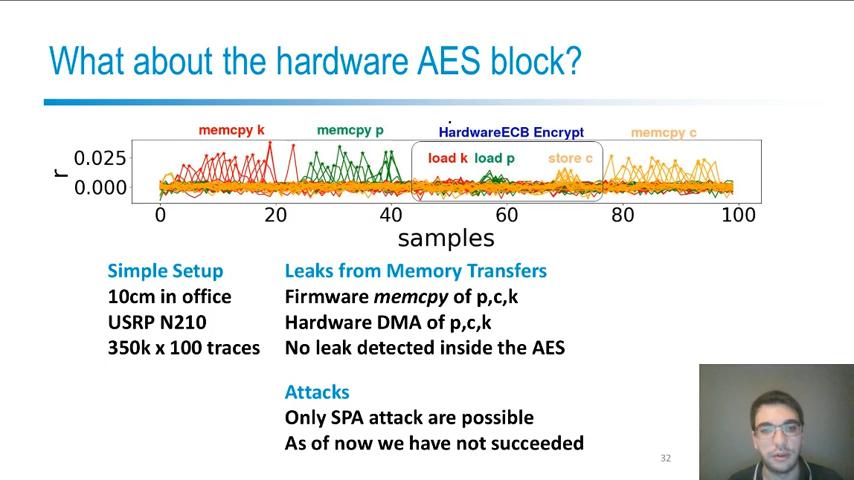 What about the hardware AES block?
memcpy k memcpy p HardwareECB Encrypt memcpy c
load k load p store c
0.025
0.000
r
0 20 40 60 80 100
samples
Simple Setup
10cm in office
USRP N210
350k x 100 traces
Leaks from Memory Transfers
Firmware memcpy of p,c,k
Hardware DMA of p,c,k
No leak detected inside the AES
Attacks
Only SPA attack are possible
As of now we have not succeeded
32